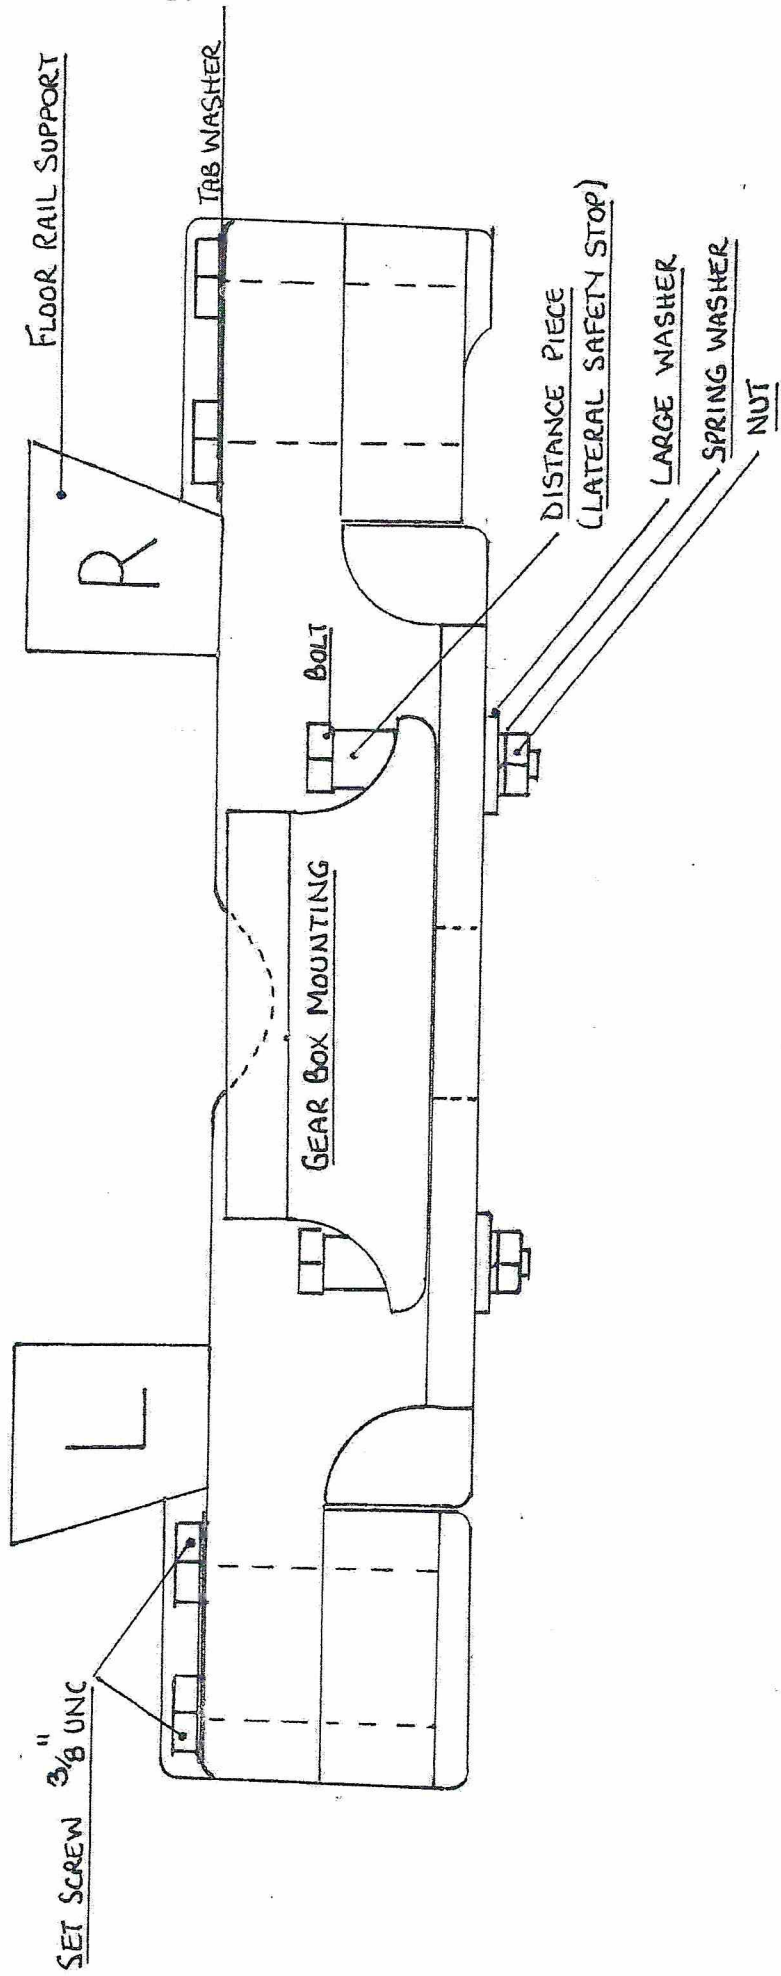 FLOOR RAIL SUPPORT
TAB WASHER
R
L
SET SCREW 3/8" UNC
BOLT
GEAR BOX MOUNTING
DISTANCE PIECE
(LATERAL SAFETY STOP)
LARGE WASHER
SPRING WASHER
NUT